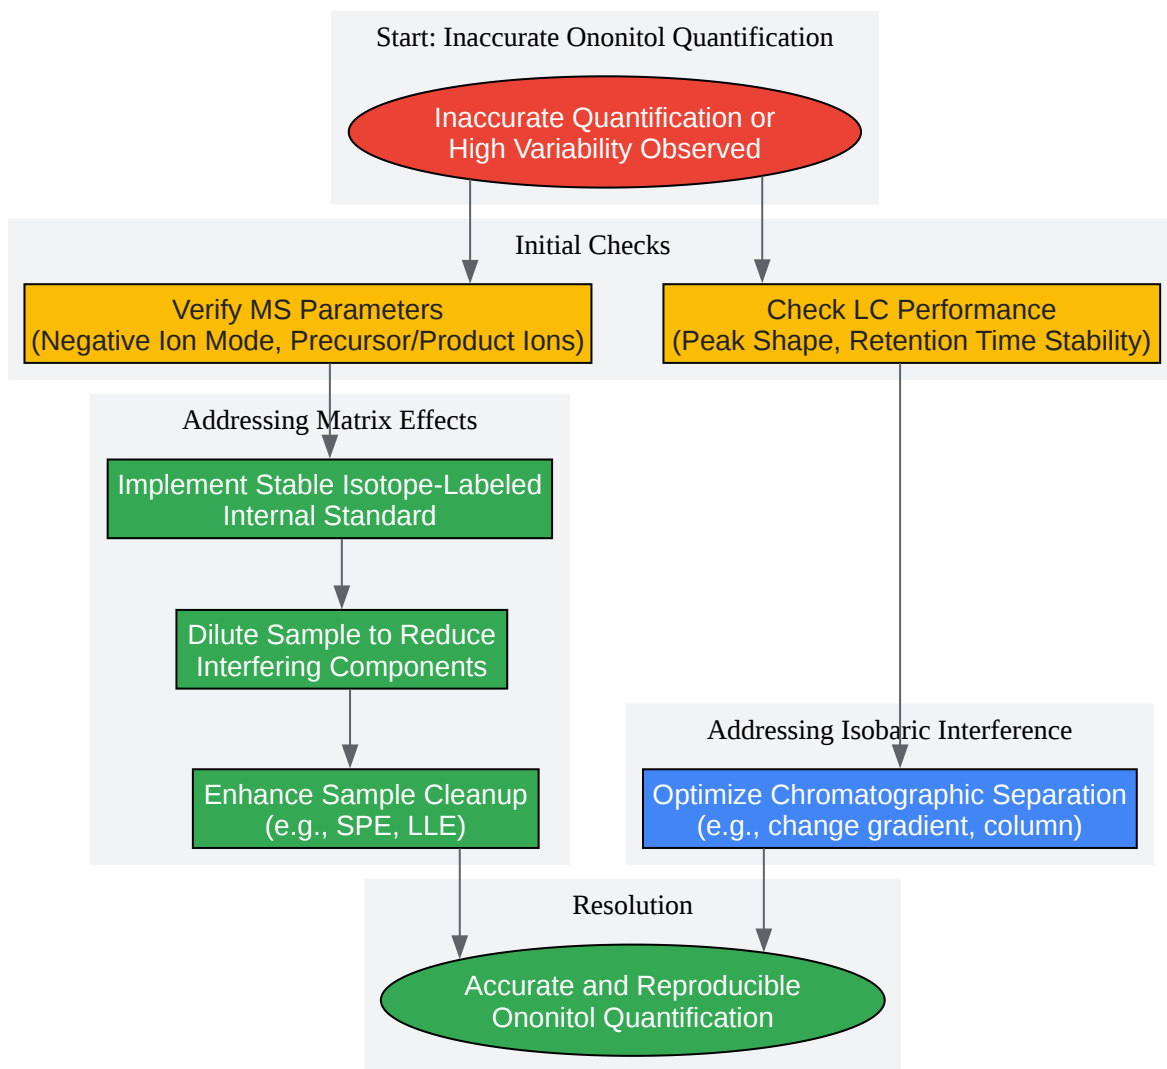 Start: Inaccurate Ononitol Quantification
Inaccurate Quantification or
High Variability Observed
Initial Checks
Verify MS Parameters
(Negative Ion Mode, Precursor/Product Ions)
Check LC Performance
(Peak Shape, Retention Time Stability)
Addressing Matrix Effects
Implement Stable Isotope-Labeled
Internal Standard
Dilute Sample to Reduce
Interfering Components
Enhance Sample Cleanup
(e.g., SPE, LLE)
Addressing Isobaric Interference
Optimize Chromatographic Separation
(e.g., change gradient, column)
Resolution
Accurate and Reproducible
Ononitol Quantification